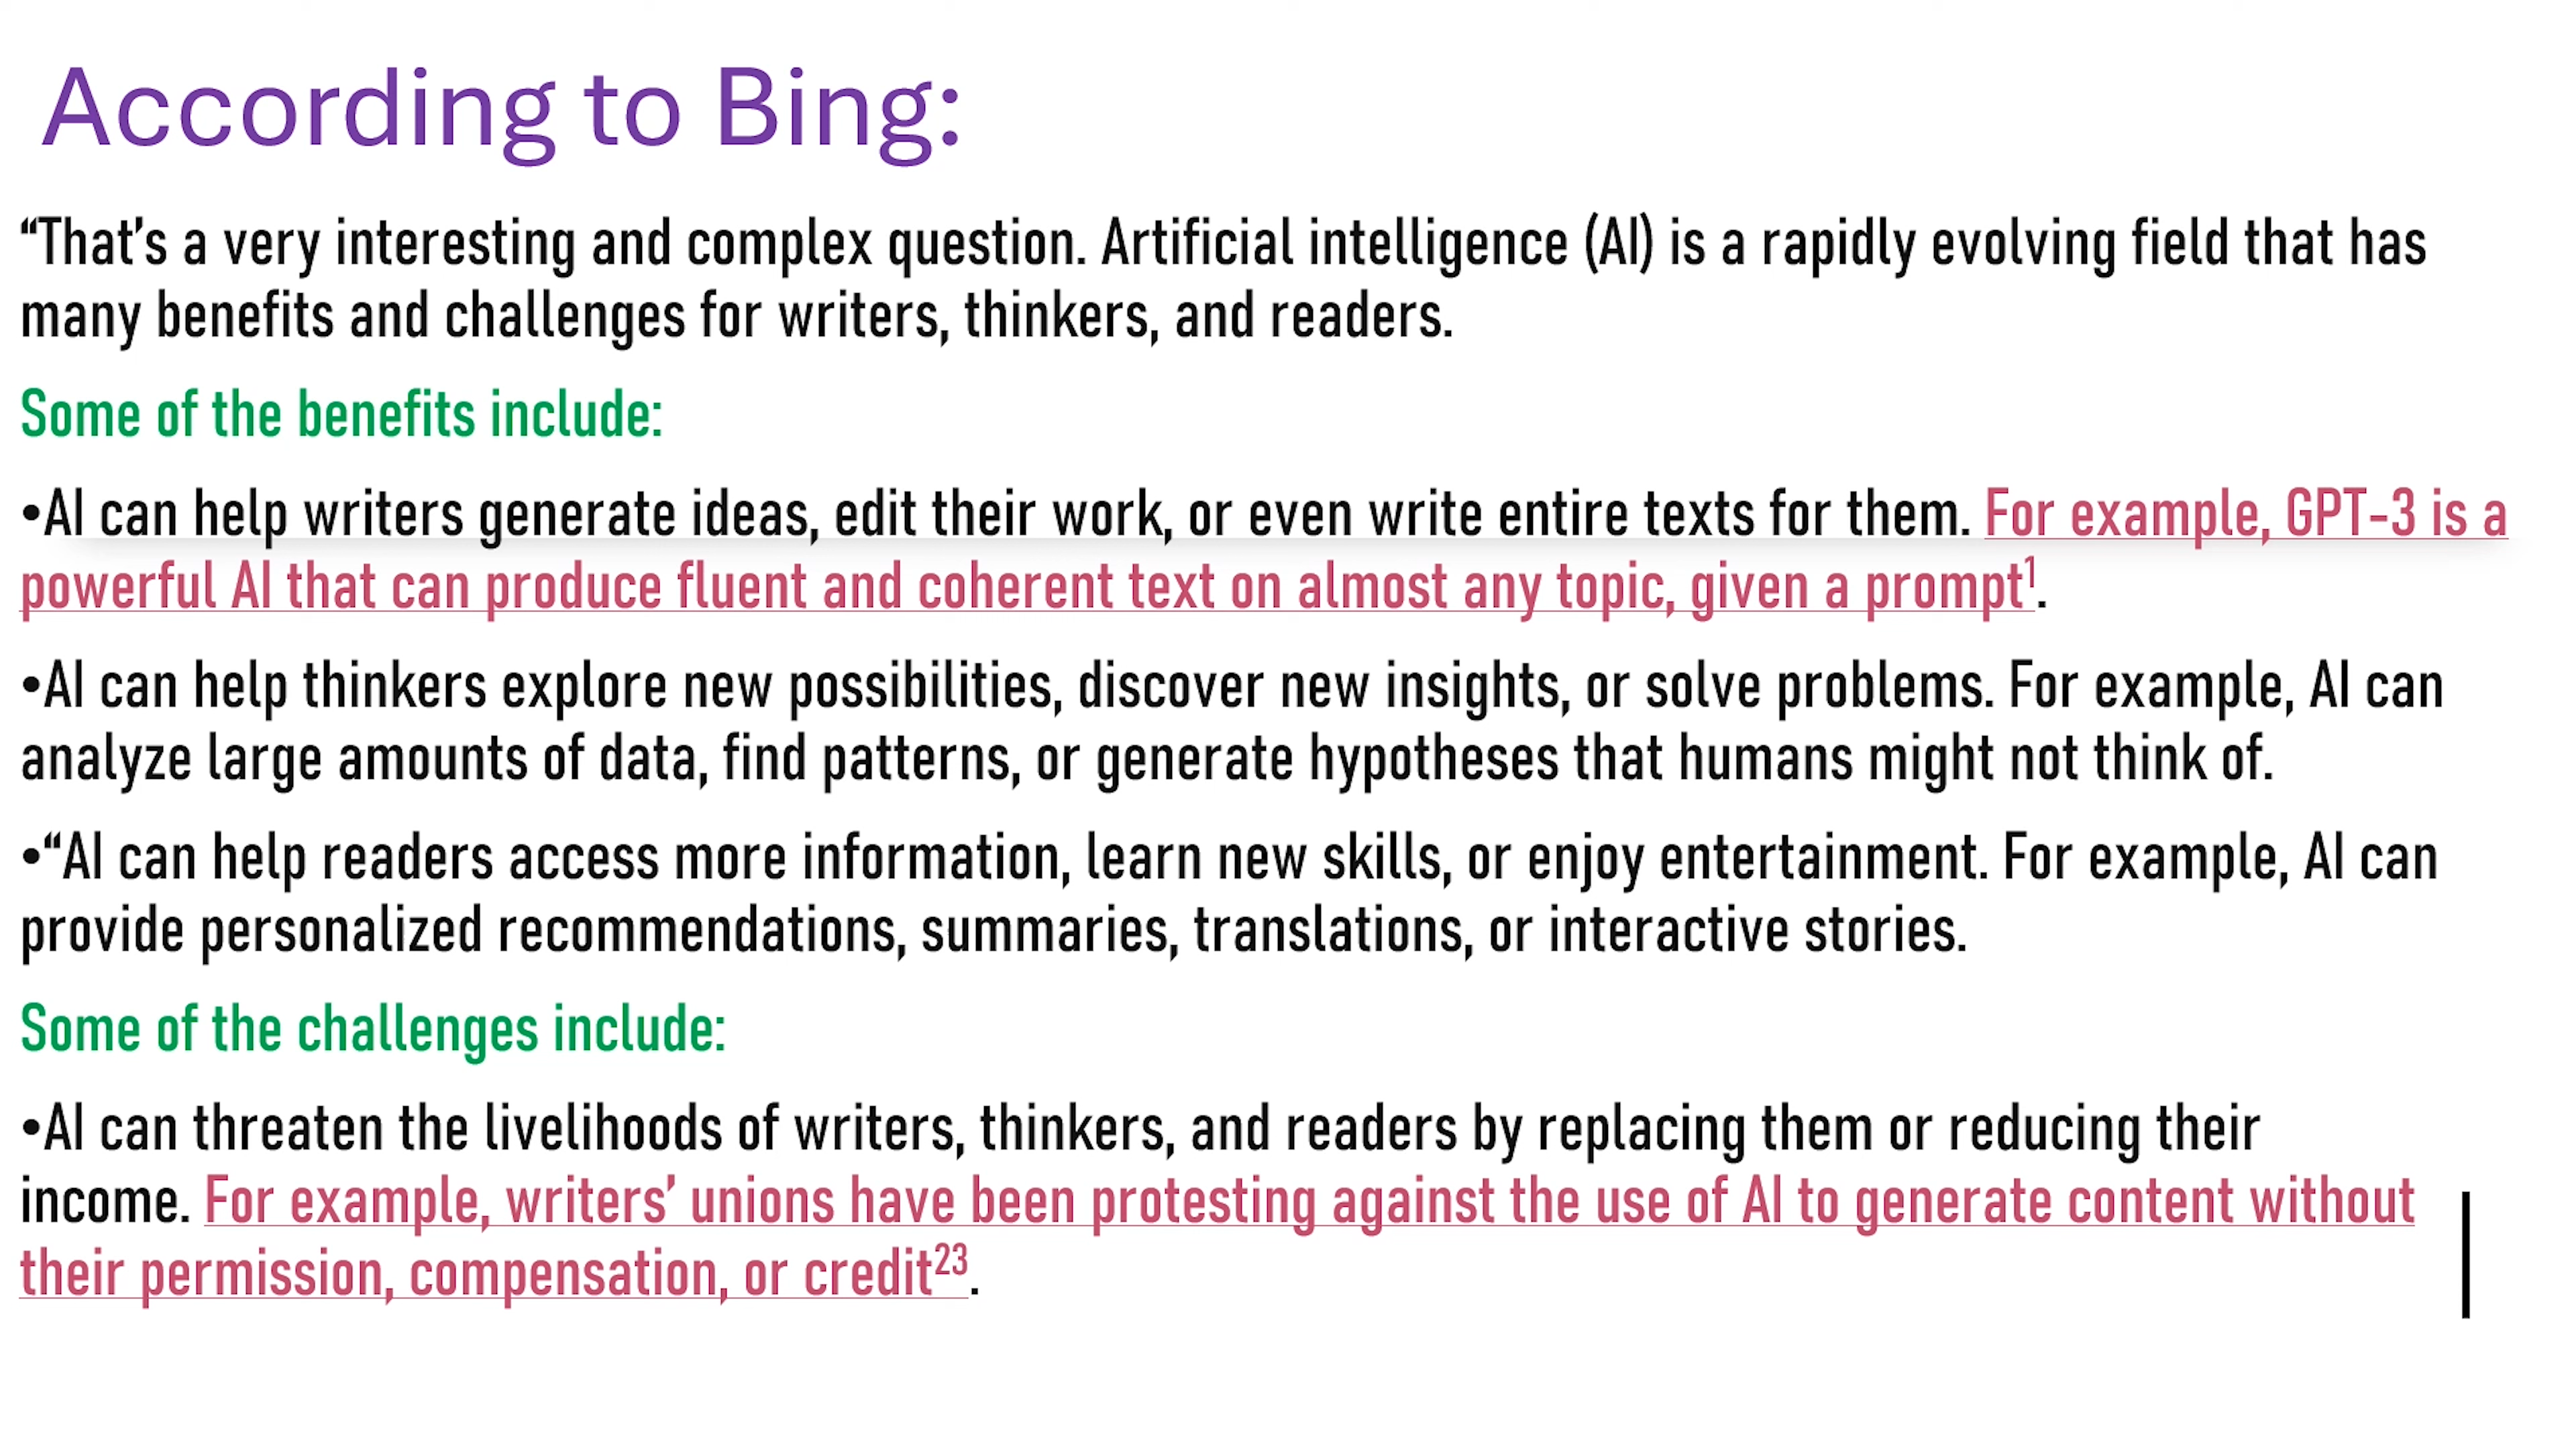 According to Bing:
“That’s a very interesting and complex question. Artificial intelligence (AI) is a rapidly evolving field that has
many benefits and challenges for writers, thinkers, and readers.
Some of the benefits include:
•AI can help writers generate ideas, edit their work, or even write entire texts for them. For example, GPT-3 is a
powerful AI that can produce fluent and coherent text on almost any topic, given a prompt¹.
•AI can help thinkers explore new possibilities, discover new insights, or solve problems. For example, AI can
analyze large amounts of data, find patterns, or generate hypotheses that humans might not think of.
•“AI can help readers access more information, learn new skills, or enjoy entertainment. For example, AI can
provide personalized recommendations, summaries, translations, or interactive stories.
Some of the challenges include:
•AI can threaten the livelihoods of writers, thinkers, and readers by replacing them or reducing their
income. For example, writers’ unions have been protesting against the use of AI to generate content without
their permission, compensation, or credit²³.